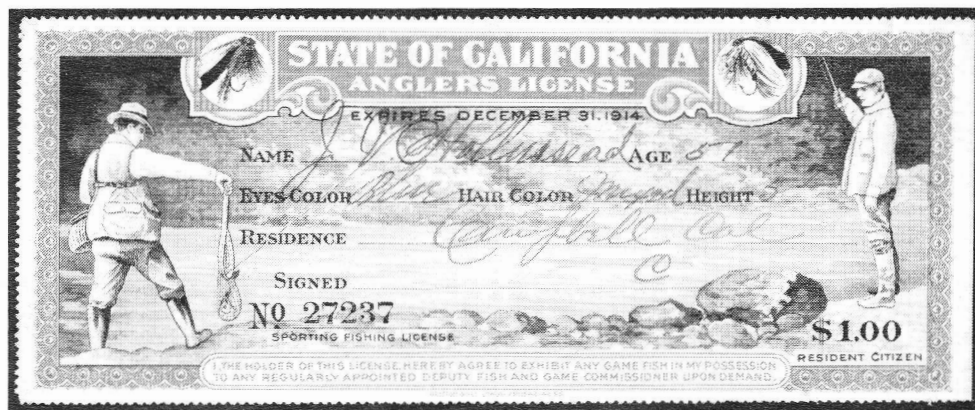 STATE OF CALIFORNIA
ANGLERS LICENSE
EXPIRES DECEMBER 31, 1914
NAME J. V. AGE 57
EYES COLOR Blue HAIR COLOR Mixed HEIGHT 5
RESIDENCE Campbell Cal
SIGNED
No 27237
SPORTING FISHING LICENSE
$1.00
RESIDENT CITIZEN
I, THE HOLDER OF THIS LICENSE, HEREBY AGREE TO EXHIBIT ANY GAME FISH IN MY POSSESSION
TO ANY REGULARLY APPOINTED DEPUTY FISH AND GAME COMMISSIONER UPON DEMAND.